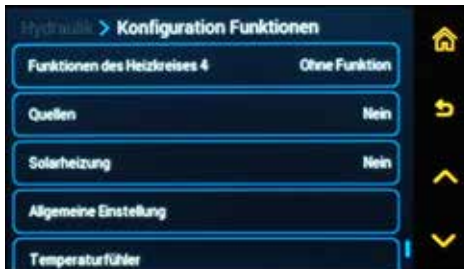 Hydraulik > Konfiguration Funktionen
Funktionen des Heizkreises 4 Ohne Funktion
Quellen Nein
Solarheizung Nein
Allgemeine Einstellung
Temperaturfühler